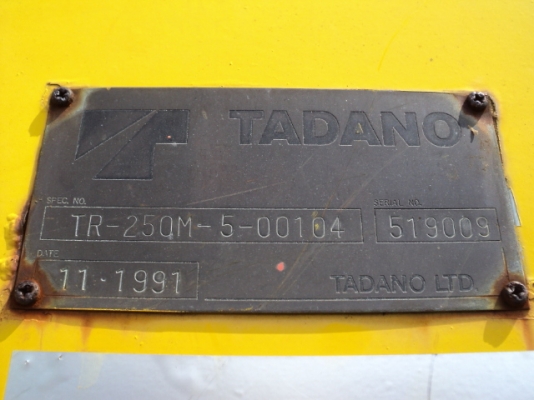 TADANO
SPEC. NO.
SERIAL NO.
TR-250M-5-00104
519009
DATE
11-1991
TADANO LTD.